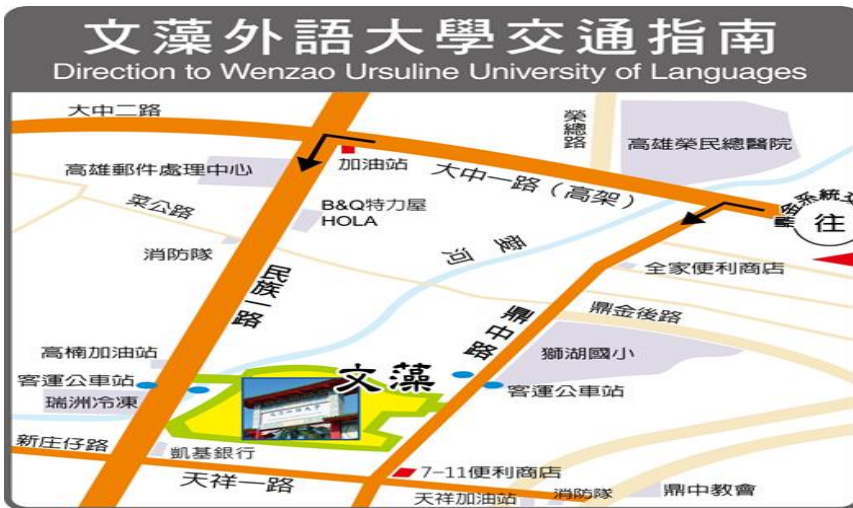 文藻外語大學交通指南
Direction to Wenzao Ursuline University of Languages
大中二路
榮總路
高雄榮民總醫院
高雄郵件處理中心
加油站
大中一路（高架）
鼎金系統交
往
菜公路
B&Q特力屋
HOLA
消防隊
愛河
全家便利商店
民族一路
鼎中路
鼎金後路
高楠加油站
獅湖國小
文藻
客運公車站
客運公車站
瑞洲冷凍
新庄仔路
凱基銀行
7-11便利商店
天祥一路
天祥加油站
消防隊
鼎中教會